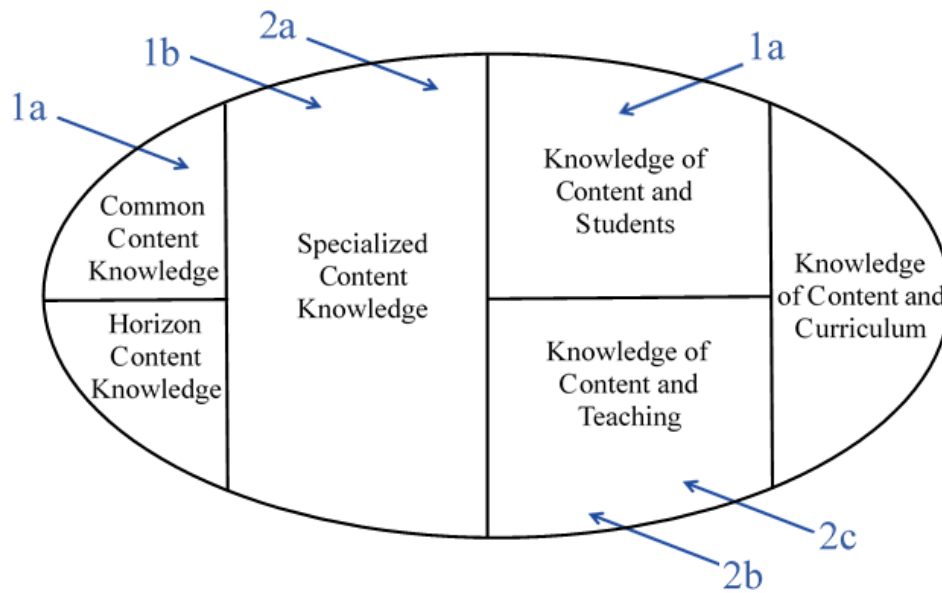 2a
1b
1a
1a
Common
Content
Knowledge
Horizon
Content
Knowledge
Specialized
Content
Knowledge
Knowledge of
Content and
Students
Knowledge of
Content and
Teaching
Knowledge
of Content and
Curriculum
2c
2b